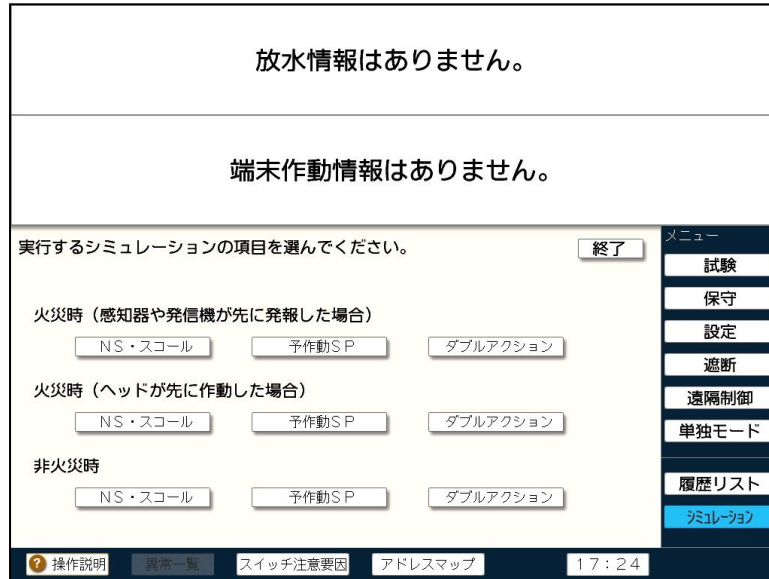 放水情報はありません。
端末作動情報はありません。
実行するシミュレーションの項目を選んでください。 終了
火災時（感知器や発信機が先に発報した場合）
ＮＳ・スコール 予作動ＳＰ ダブルアクション
火災時（ヘッドが先に作動した場合）
ＮＳ・スコール 予作動ＳＰ ダブルアクション
非火災時
ＮＳ・スコール 予作動ＳＰ ダブルアクション
メニュー
試験
保守
設定
遮断
遠隔制御
単独モード
履歴リスト
シミュレーション
? 操作説明 異常一覧 スイッチ注意要因 アドレスマップ 17:24